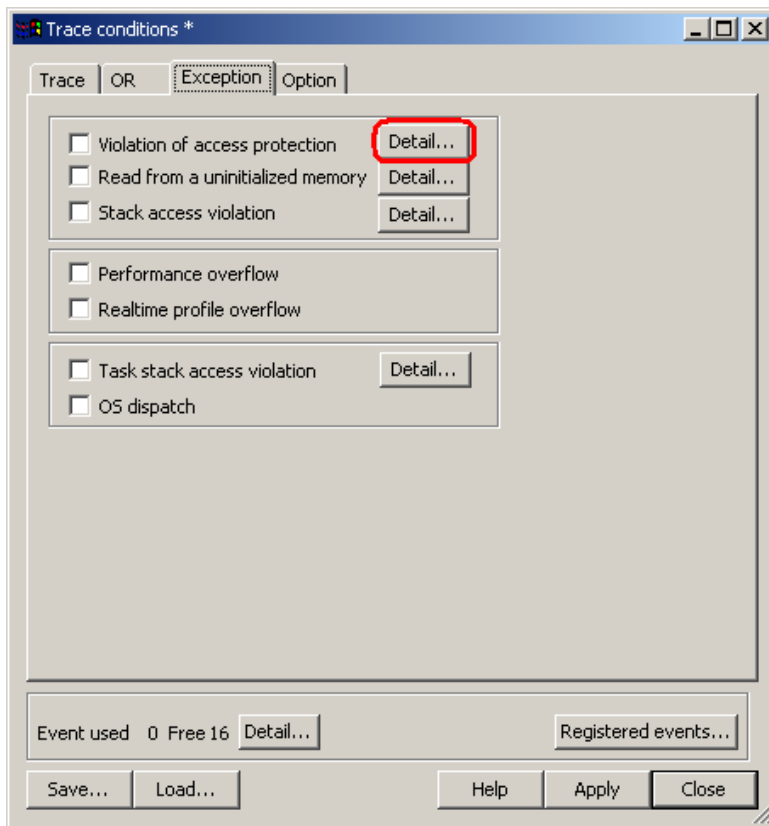 Trace conditions *
Trace OR Exception Option
Violation of access protection Detail...
Read from a uninitialized memory Detail...
Stack access violation Detail...
Performance overflow
Realtime profile overflow
Task stack access violation Detail...
OS dispatch
Event used 0 Free 16 Detail... Registered events...
Save... Load... Help Apply Close